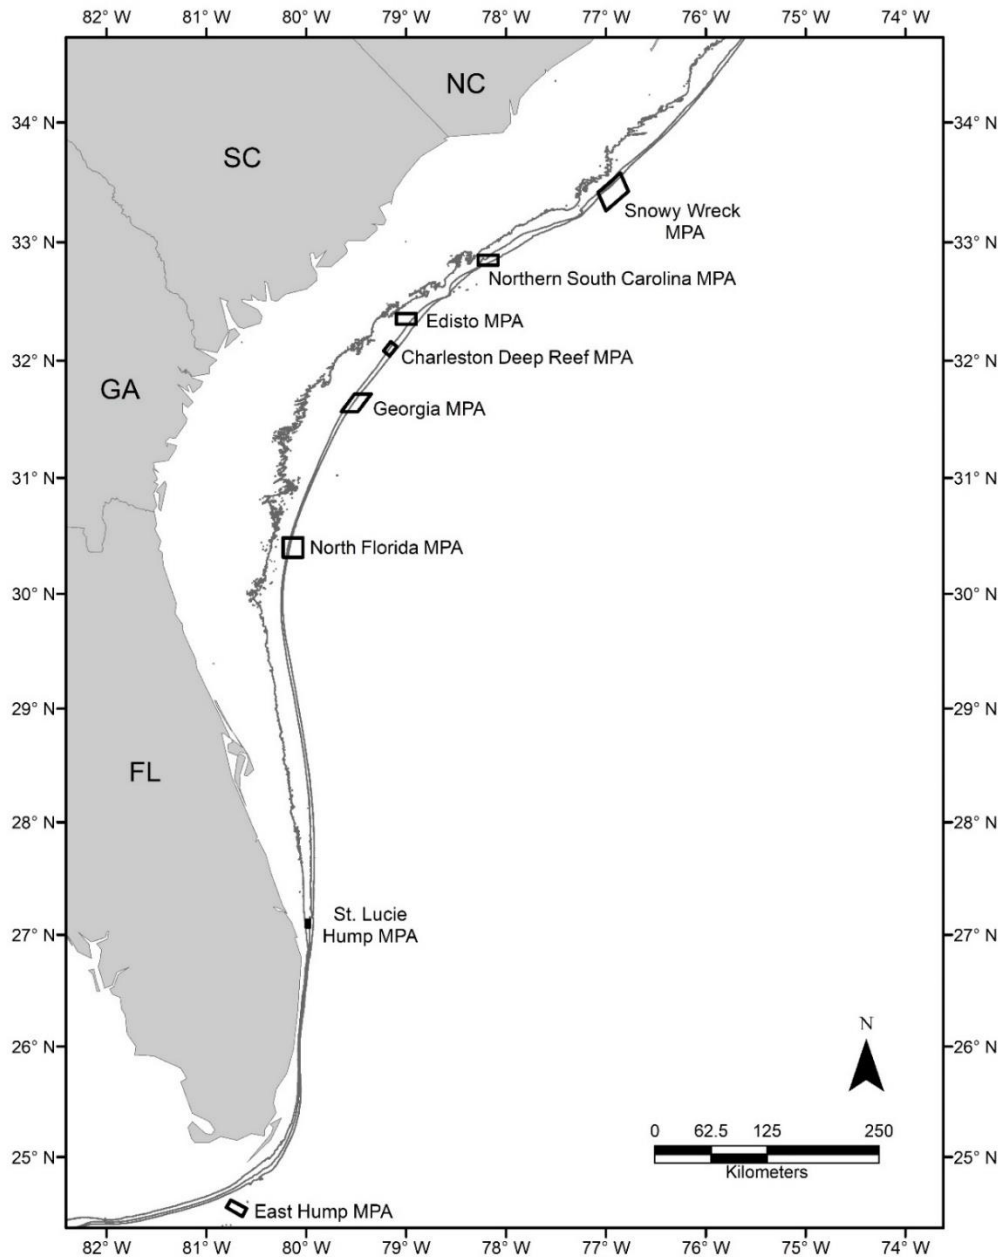 82° W 81° W 80° W 79° W 78° W 77° W 76° W 75° W 74° W
NC
34° N 34° N
SC
Snowy Wreck
MPA
33° N 33° N
Northern South Carolina MPA
Edisto MPA
32° N 32° N
Charleston Deep Reef MPA
GA
Georgia MPA
31° N 31° N
North Florida MPA
30° N 30° N
29° N 29° N
FL
28° N 28° N
St. Lucie
Hump MPA
27° N 27° N
N
26° N 26° N
0 62.5 125 250
Kilometers
25° N 25° N
East Hump MPA
82° W 81° W 80° W 79° W 78° W 77° W 76° W 75° W 74° W